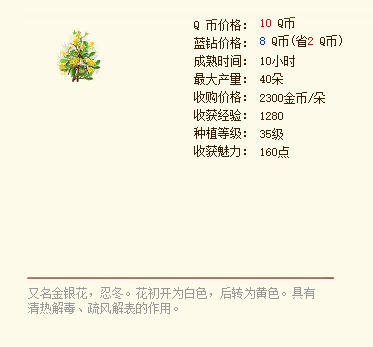 Q 币价格： 10 Q币
蓝钻价格： 8 Q币(省2 Q币)
成熟时间： 10小时
最大产量： 40朵
收购价格： 2300金币/朵
收获经验： 1280
种植等级： 35级
收获魅力： 160点
又名金银花，忍冬。花初开为白色，后转为黄色。具有
清热解毒、疏风解表的作用。